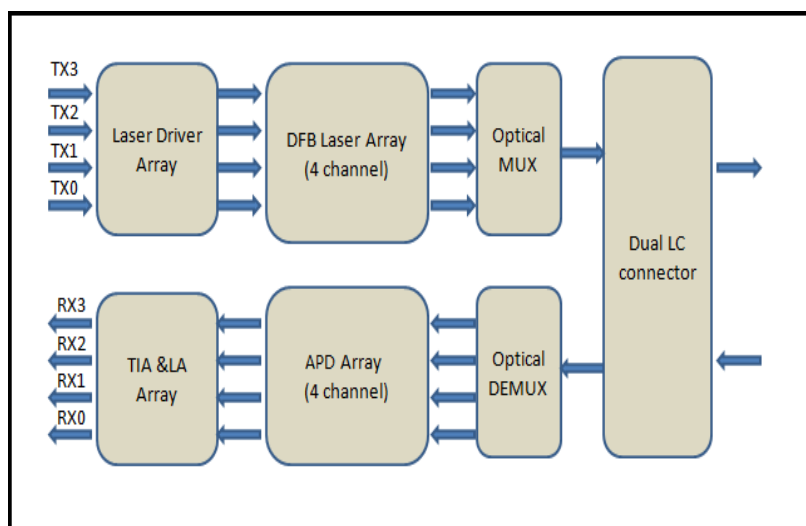 TX3
TX2
TX1
TX0
Laser Driver
Array
DFB Laser Array
(4 channel)
Optical
MUX
Dual LC
connector
RX3
RX2
RX1
RX0
TIA &LA
Array
APD Array
(4 channel)
Optical
DEMUX